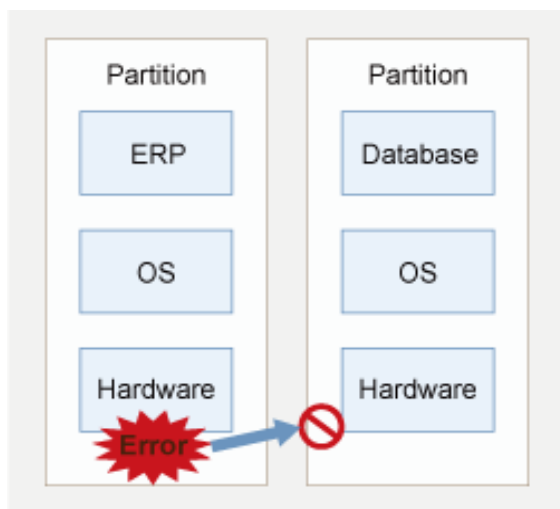 Partition
ERP
OS
Hardware
Error
Partition
Database
OS
Hardware